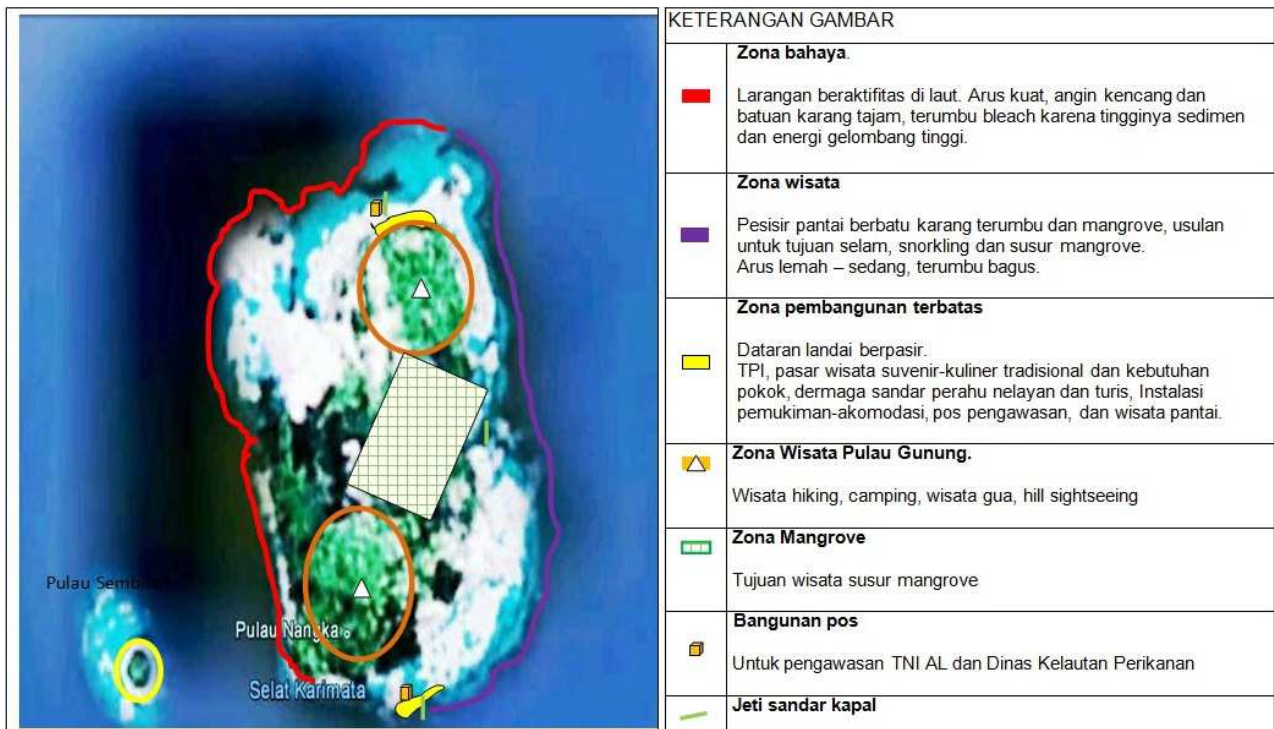 KETERANGAN GAMBAR
Zona bahaya.
Larangan beraktifitas di laut. Arus kuat, angin kencang dan
batuan karang tajam, terumbu bleach karena tingginya sedimen
dan energi gelombang tinggi.
Zona wisata
Pesisir pantai berbatu karang terumbu dan mangrove, usulan
untuk tujuan selam, snorkling dan susur mangrove.
Arus lemah – sedang, terumbu bagus.
Zona pembangunan terbatas
Dataran landai berpasir.
TPI, pasar wisata suvenir-kuliner tradisional dan kebutuhan
pokok, dermaga sandar perahu nelayan dan turis, Instalasi
pemukiman-akomodasi, pos pengawasan, dan wisata pantai.
Zona Wisata Pulau Gunung.
Wisata hiking, camping, wisata gua, hill sightseeing
Zona Mangrove
Tujuan wisata susur mangrove
Bangunan pos
Untuk pengawasan TNI AL dan Dinas Kelautan Perikanan
Jeti sandar kapal
Pulau
Pulau Nangka
Selat Karimata